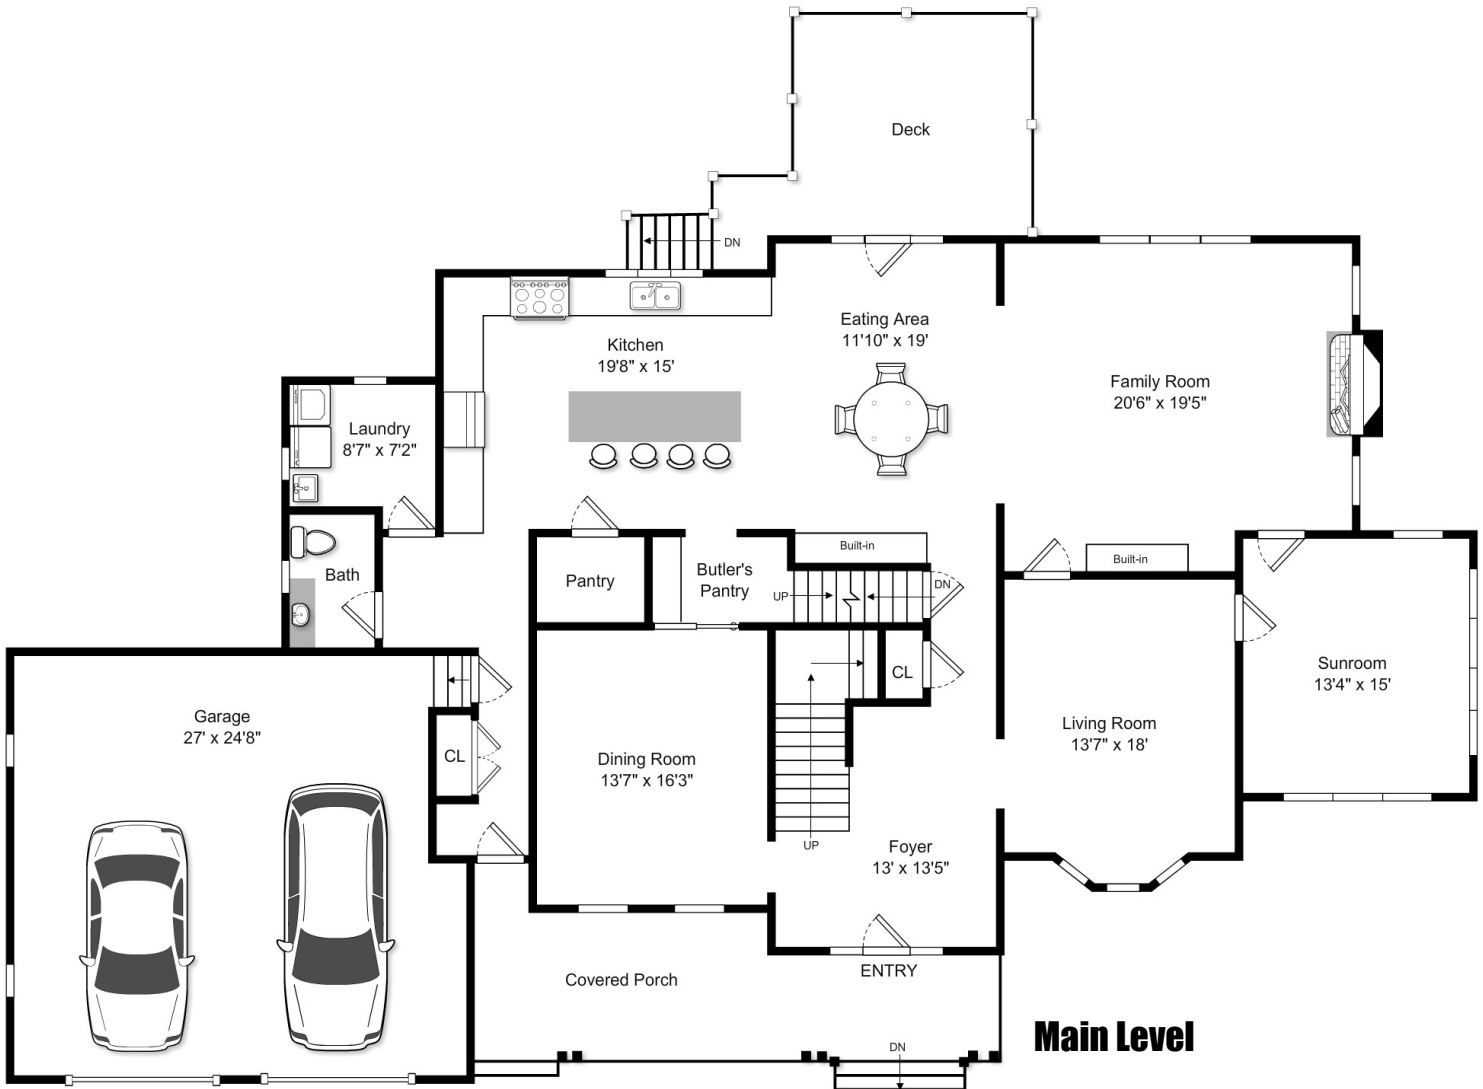 Deck
DN
Eating Area
11'10" x 19'
Kitchen
19'8" x 15'
Family Room
20'6" x 19'5"
Laundry
8'7" x 7'2"
Built-in
Built-in
Bath
Pantry
Butler's
Pantry
UP
DN
Sunroom
13'4" x 15'
CL
Garage
27' x 24'8"
Living Room
13'7" x 18'
CL
Dining Room
13'7" x 16'3"
UP
Foyer
13' x 13'5"
ENTRY
Covered Porch
Main Level
DN